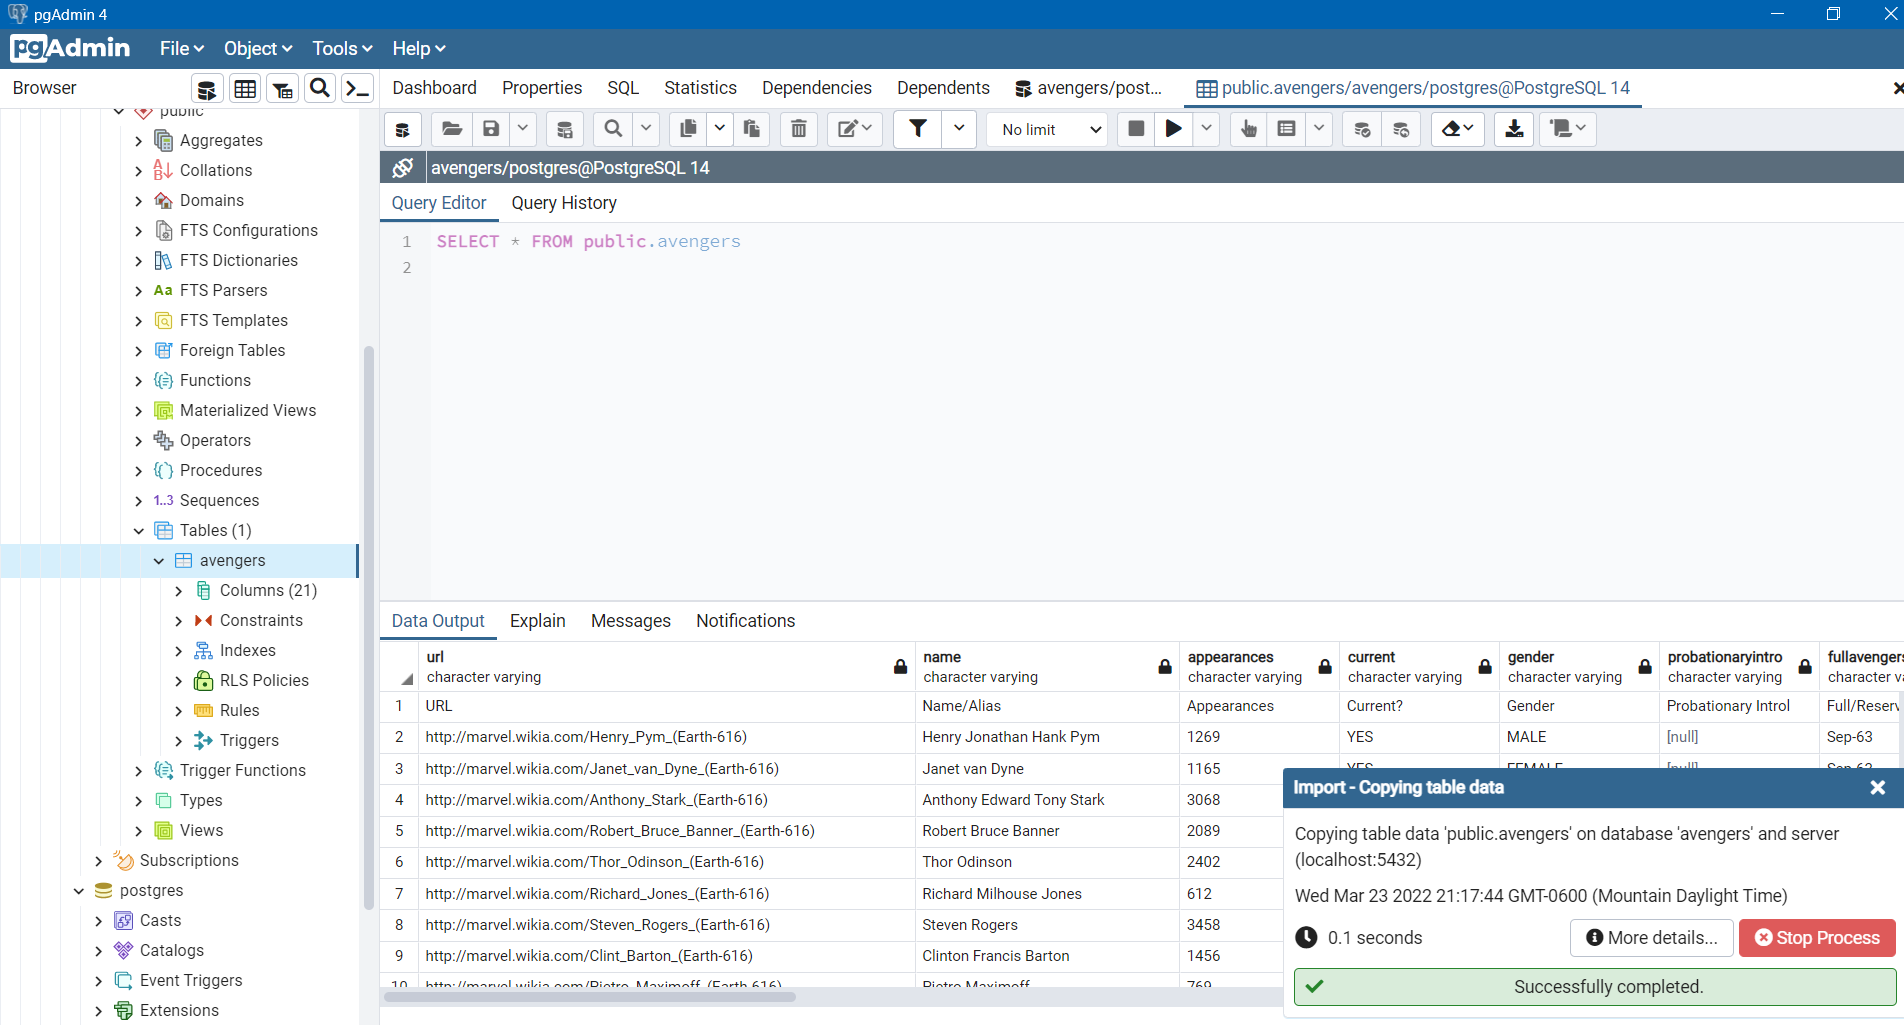 pgAdmin 4
pgAdmin File Object Tools Help
Browser
Dashboard Properties SQL Statistics Dependencies Dependents avengers/post... public.avengers/avengers/postgres@PostgreSQL 14
public
Aggregates
Collations
Domains
FTS Configurations
FTS Dictionaries
Aa FTS Parsers
FTS Templates
Foreign Tables
Functions
Materialized Views
Operators
Procedures
1..3 Sequences
Tables (1)
avengers
Columns (21)
Constraints
Indexes
RLS Policies
Rules
Triggers
Trigger Functions
Types
Views
Subscriptions
postgres
Casts
Catalogs
Event Triggers
Extensions
No limit
avengers/postgres@PostgreSQL 14
Query Editor Query History
1 SELECT * FROM public.avengers
2
Data Output Explain Messages Notifications
url name appearances current gender probationaryintro fullavengers
character varying character varying character varying character varying character varying character varying character va
1 URL Name/Alias Appearances Current? Gender Probationary Introl Full/Reserv
2 http://marvel.wikia.com/Henry_Pym_(Earth-616) Henry Jonathan Hank Pym 1269 YES MALE [null] Sep-63
3 http://marvel.wikia.com/Janet_van_Dyne_(Earth-616) Janet van Dyne 1165 YES FEMALE [null] Sep-63
4 http://marvel.wikia.com/Anthony_Stark_(Earth-616) Anthony Edward Tony Stark 3068
5 http://marvel.wikia.com/Robert_Bruce_Banner_(Earth-616) Robert Bruce Banner 2089
6 http://marvel.wikia.com/Thor_Odinson_(Earth-616) Thor Odinson 2402
7 http://marvel.wikia.com/Richard_Jones_(Earth-616) Richard Milhouse Jones 612
8 http://marvel.wikia.com/Steven_Rogers_(Earth-616) Steven Rogers 3458
9 http://marvel.wikia.com/Clint_Barton_(Earth-616) Clinton Francis Barton 1456
10 http://marvel.wikia.com/Pietro_Maximoff_(Earth-616) Pietro Maximoff 769
Import - Copying table data
Copying table data 'public.avengers' on database 'avengers' and server
(localhost:5432)
Wed Mar 23 2022 21:17:44 GMT-0600 (Mountain Daylight Time)
0.1 seconds More details... Stop Process
Successfully completed.